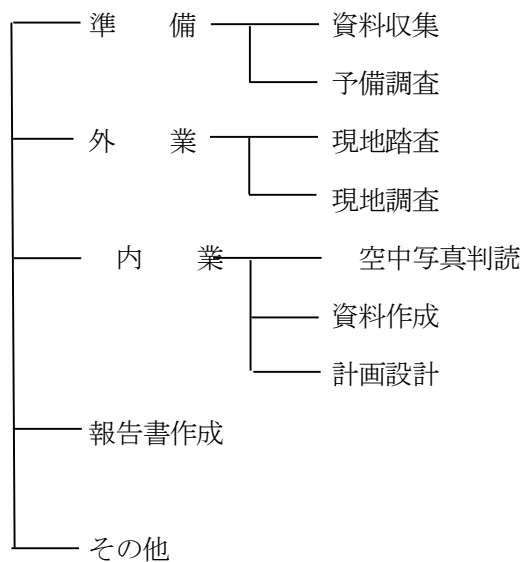 準　　備　　資料収集
予備調査
外　　業　　現地踏査
現地調査
内　　業　　空中写真判読
資料作成
計画設計
報告書作成
その他